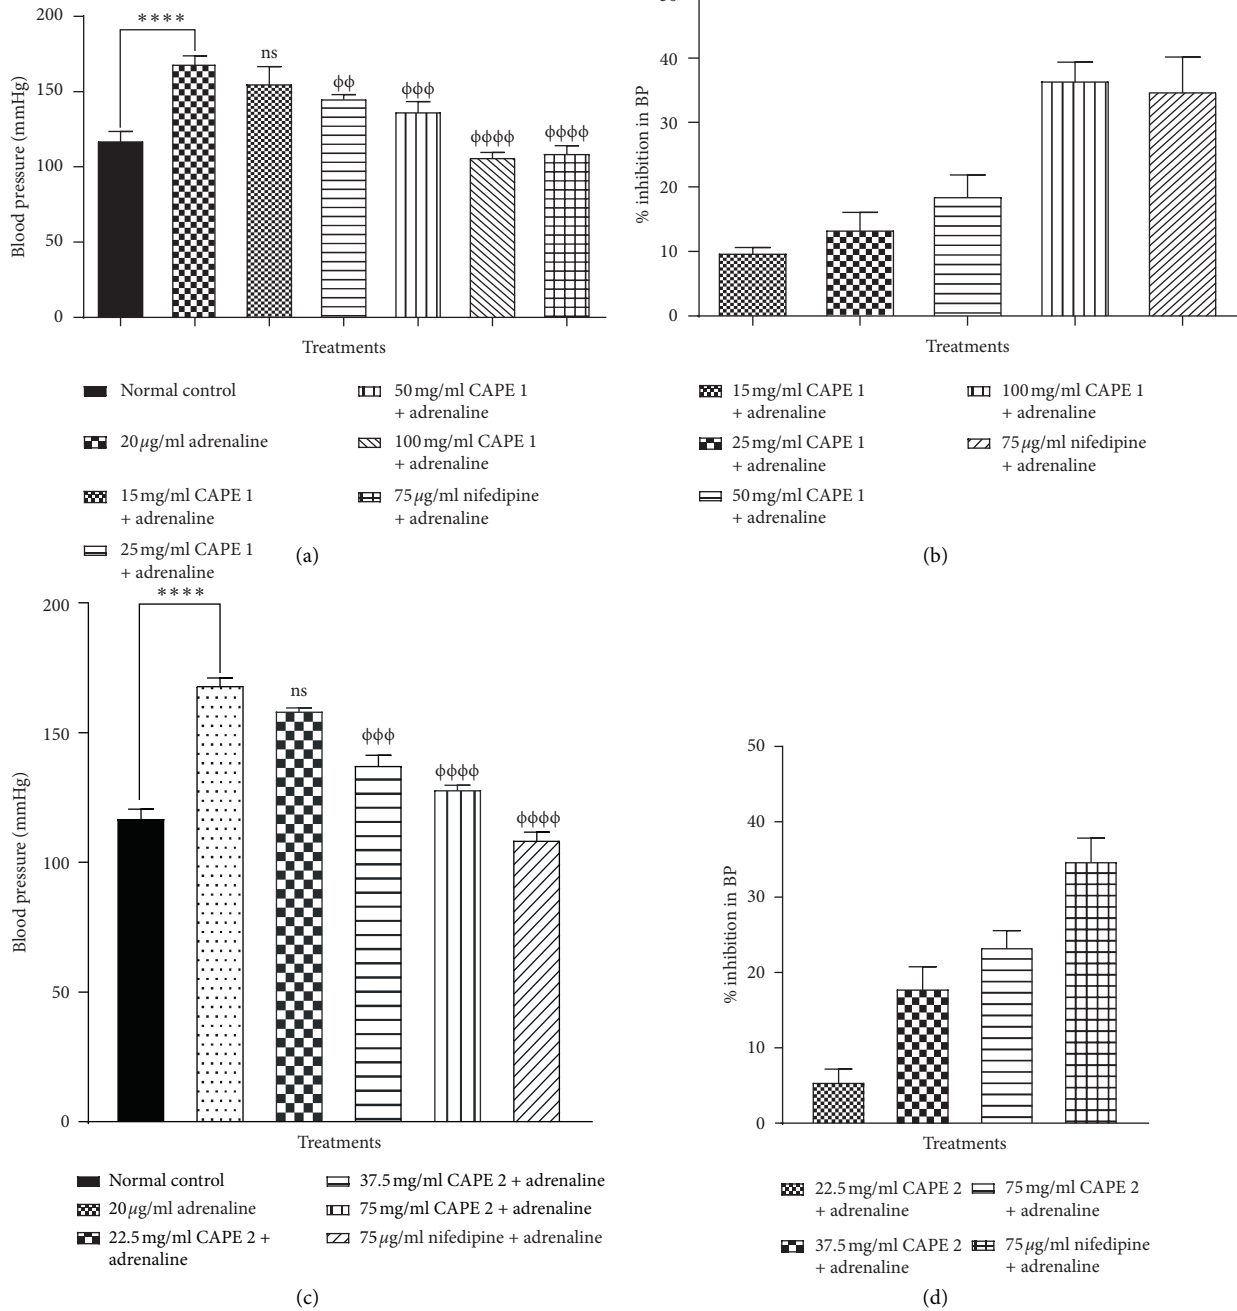 200
150
100
50
0
Blood pressure (mmHg)
****
ns
ϕϕ
ϕϕϕ
ϕϕϕϕ
ϕϕϕϕ
Treatments
Normal control
20 μg/ml adrenaline
15 mg/ml CAPE 1
+ adrenaline
25 mg/ml CAPE 1
+ adrenaline
50 mg/ml CAPE 1
+ adrenaline
100 mg/ml CAPE 1
+ adrenaline
75 μg/ml nifedipine
+ adrenaline
(a)
40
30
20
10
0
% inhibition in BP
Treatments
15 mg/ml CAPE 1
+ adrenaline
25 mg/ml CAPE 1
+ adrenaline
50 mg/ml CAPE 1
+ adrenaline
100 mg/ml CAPE 1
+ adrenaline
75 μg/ml nifedipine
+ adrenaline
(b)
200
150
100
50
0
Blood pressure (mmHg)
****
ns
ϕϕϕ
ϕϕϕϕ
ϕϕϕϕ
Treatments
Normal control
20 μg/ml adrenaline
22.5 mg/ml CAPE 2 +
adrenaline
37.5 mg/ml CAPE 2 + adrenaline
75 mg/ml CAPE 2 + adrenaline
75 μg/ml nifedipine + adrenaline
(c)
50
40
30
20
10
0
% inhibition in BP
Treatments
22.5 mg/ml CAPE 2
+ adrenaline
37.5 mg/ml CAPE 2
+ adrenaline
75 mg/ml CAPE 2
+ adrenaline
75 μg/ml nifedipine
+ adrenaline
(d)